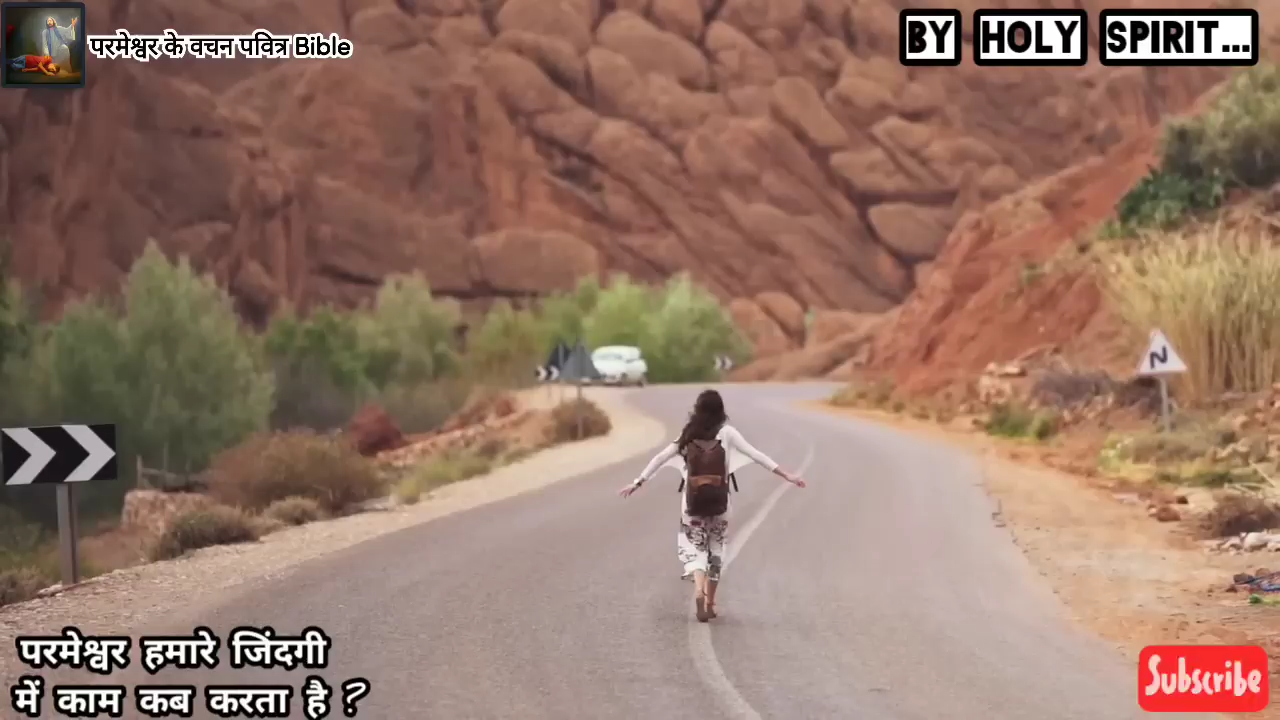 परमेश्वर के वचन पवित्र Bible
BY HOLY SPIRIT...
परमेश्वर हमारे जिंदगी
में काम कब करता है ?
Subscribe